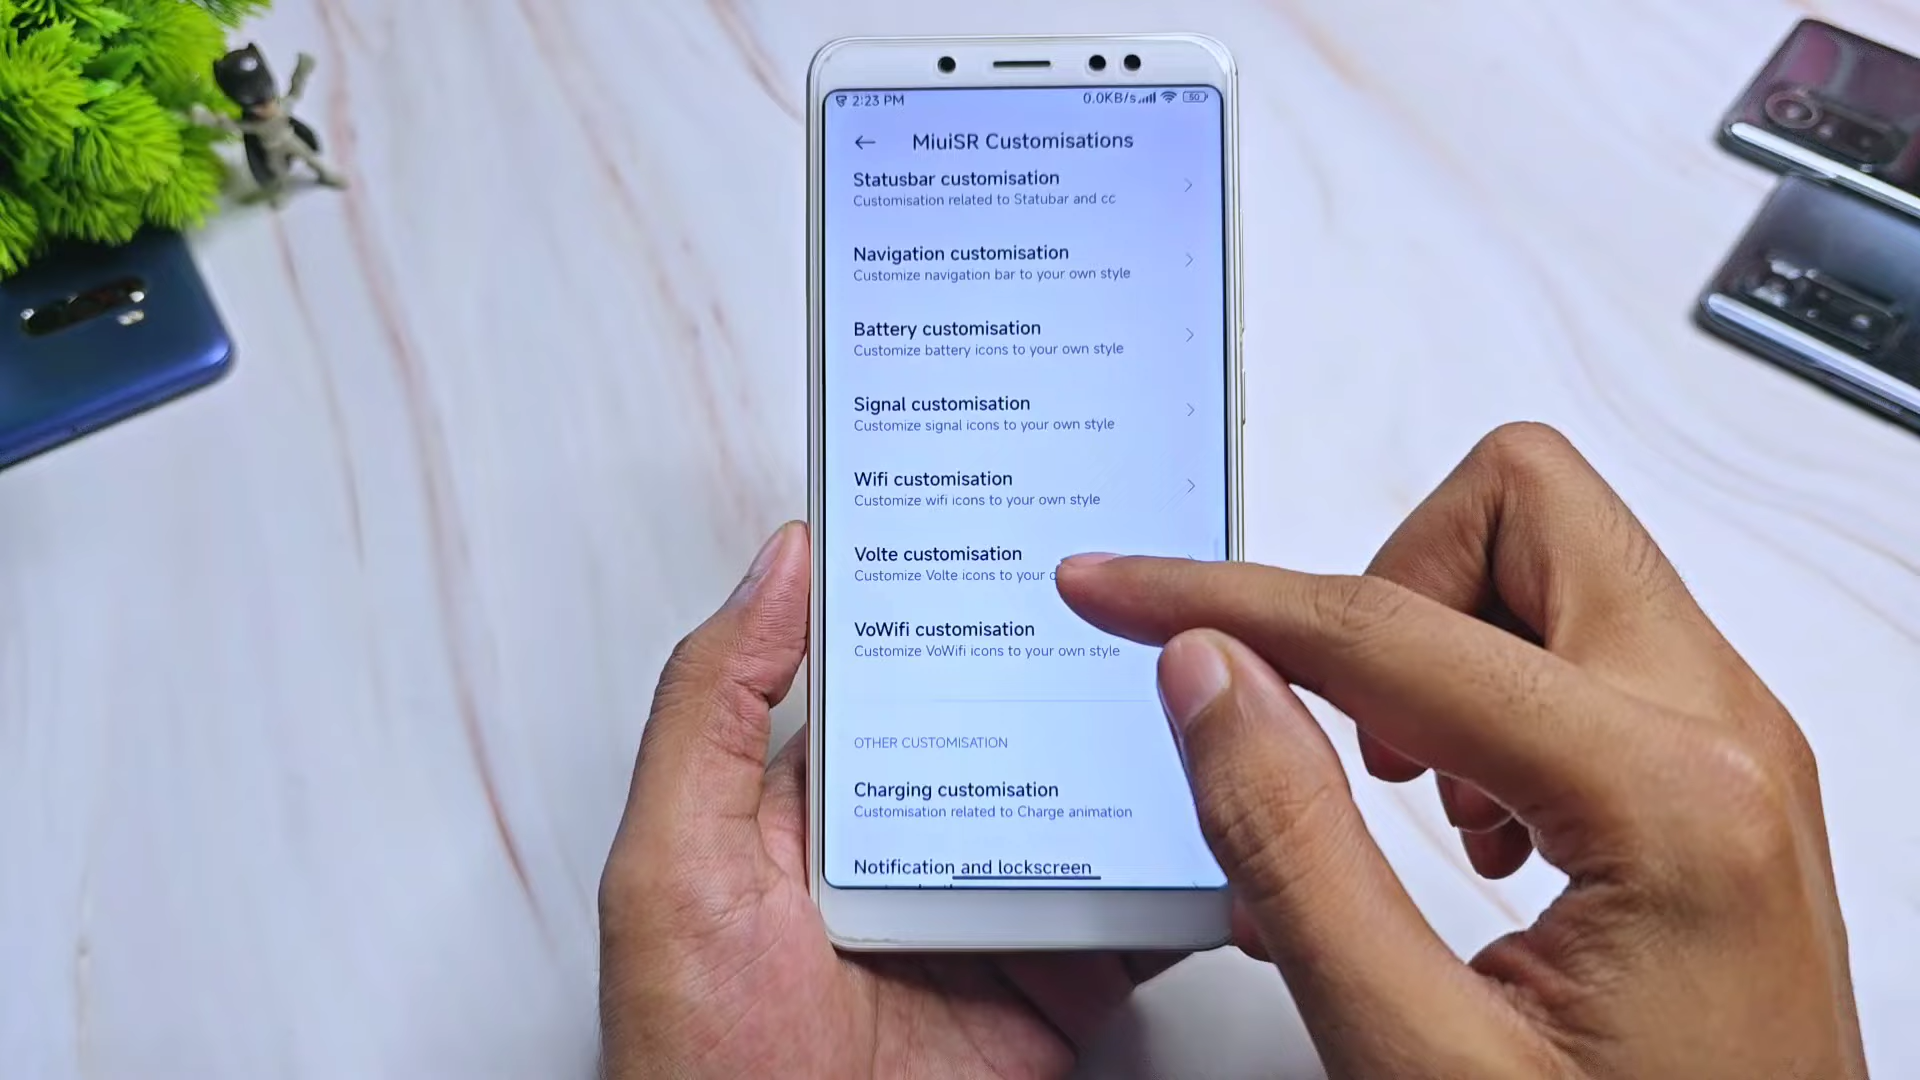 2:23 PM 0.0KB/s 50
MiuiSR Customisations
Statusbar customisation
Customisation related to Statubar and cc
Navigation customisation
Customize navigation bar to your own style
Battery customisation
Customize battery icons to your own style
Signal customisation
Customize signal icons to your own style
Wifi customisation
Customize wifi icons to your own style
Volte customisation
Customize Volte icons to your
VoWifi customisation
Customize VoWifi icons to your own style
OTHER CUSTOMISATION
Charging customisation
Customisation related to Charge animation
Notification and lockscreen